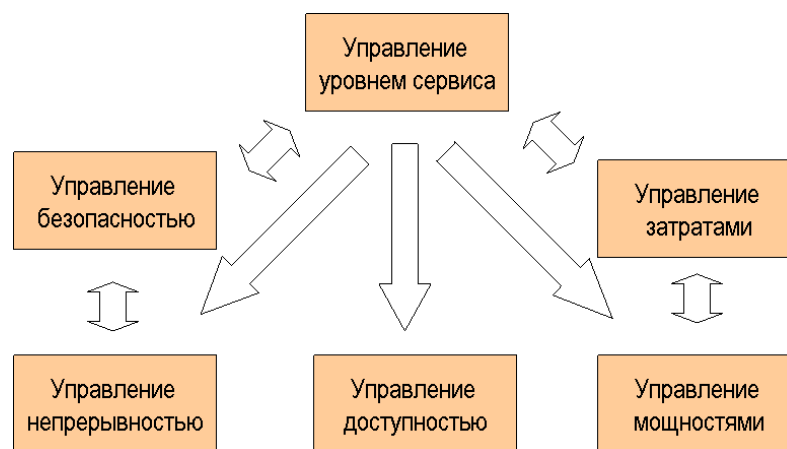 Управление
уровнем сервиса
Управление
безопасностью
Управление
затратами
Управление
непрерывностью
Управление
доступностью
Управление
мощностями